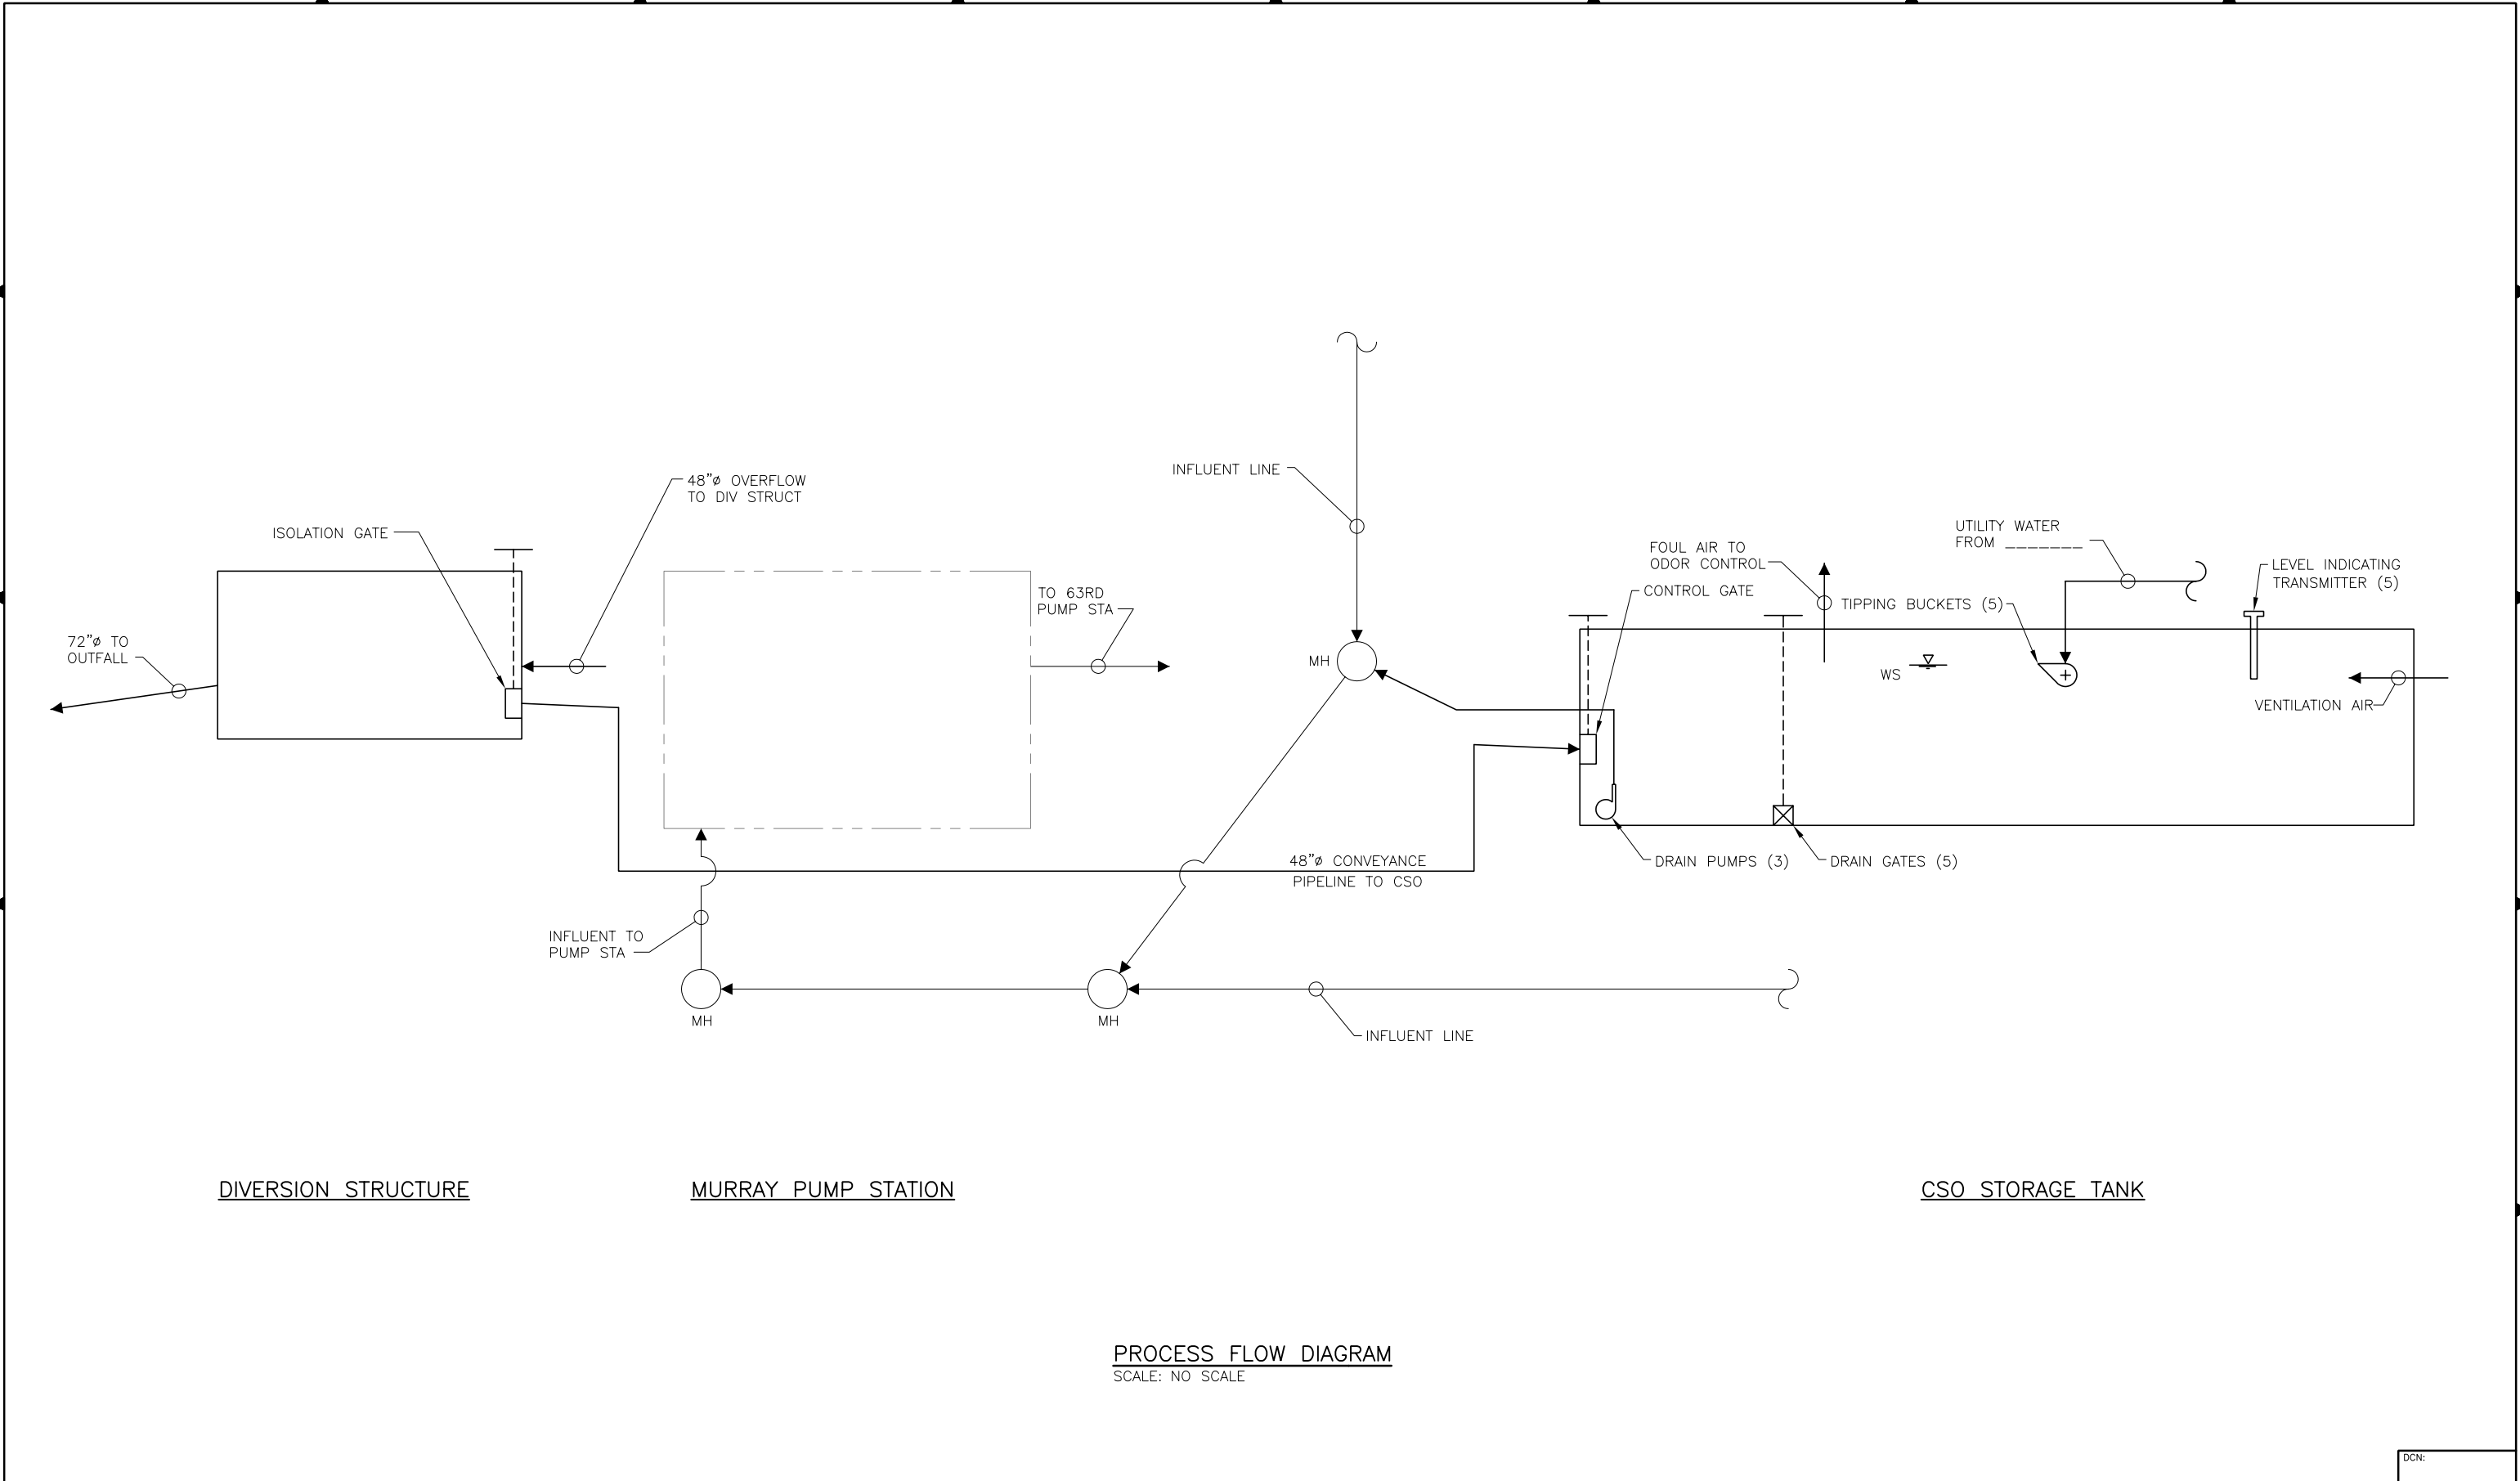 48"ø OVERFLOW
TO DIV STRUCT
ISOLATION GATE
72"ø TO
OUTFALL
INFLUENT LINE
TO 63RD
PUMP STA
MH
FOUL AIR TO
ODOR CONTROL
CONTROL GATE
TIPPING BUCKETS (5)
UTILITY WATER
FROM _______
LEVEL INDICATING
TRANSMITTER (5)
WS
VENTILATION AIR
48"ø CONVEYANCE
PIPELINE TO CSO
DRAIN PUMPS (3)
DRAIN GATES (5)
INFLUENT TO
PUMP STA
MH
MH
INFLUENT LINE
DIVERSION STRUCTURE
MURRAY PUMP STATION
CSO STORAGE TANK
PROCESS FLOW DIAGRAM
SCALE: NO SCALE
DCN: